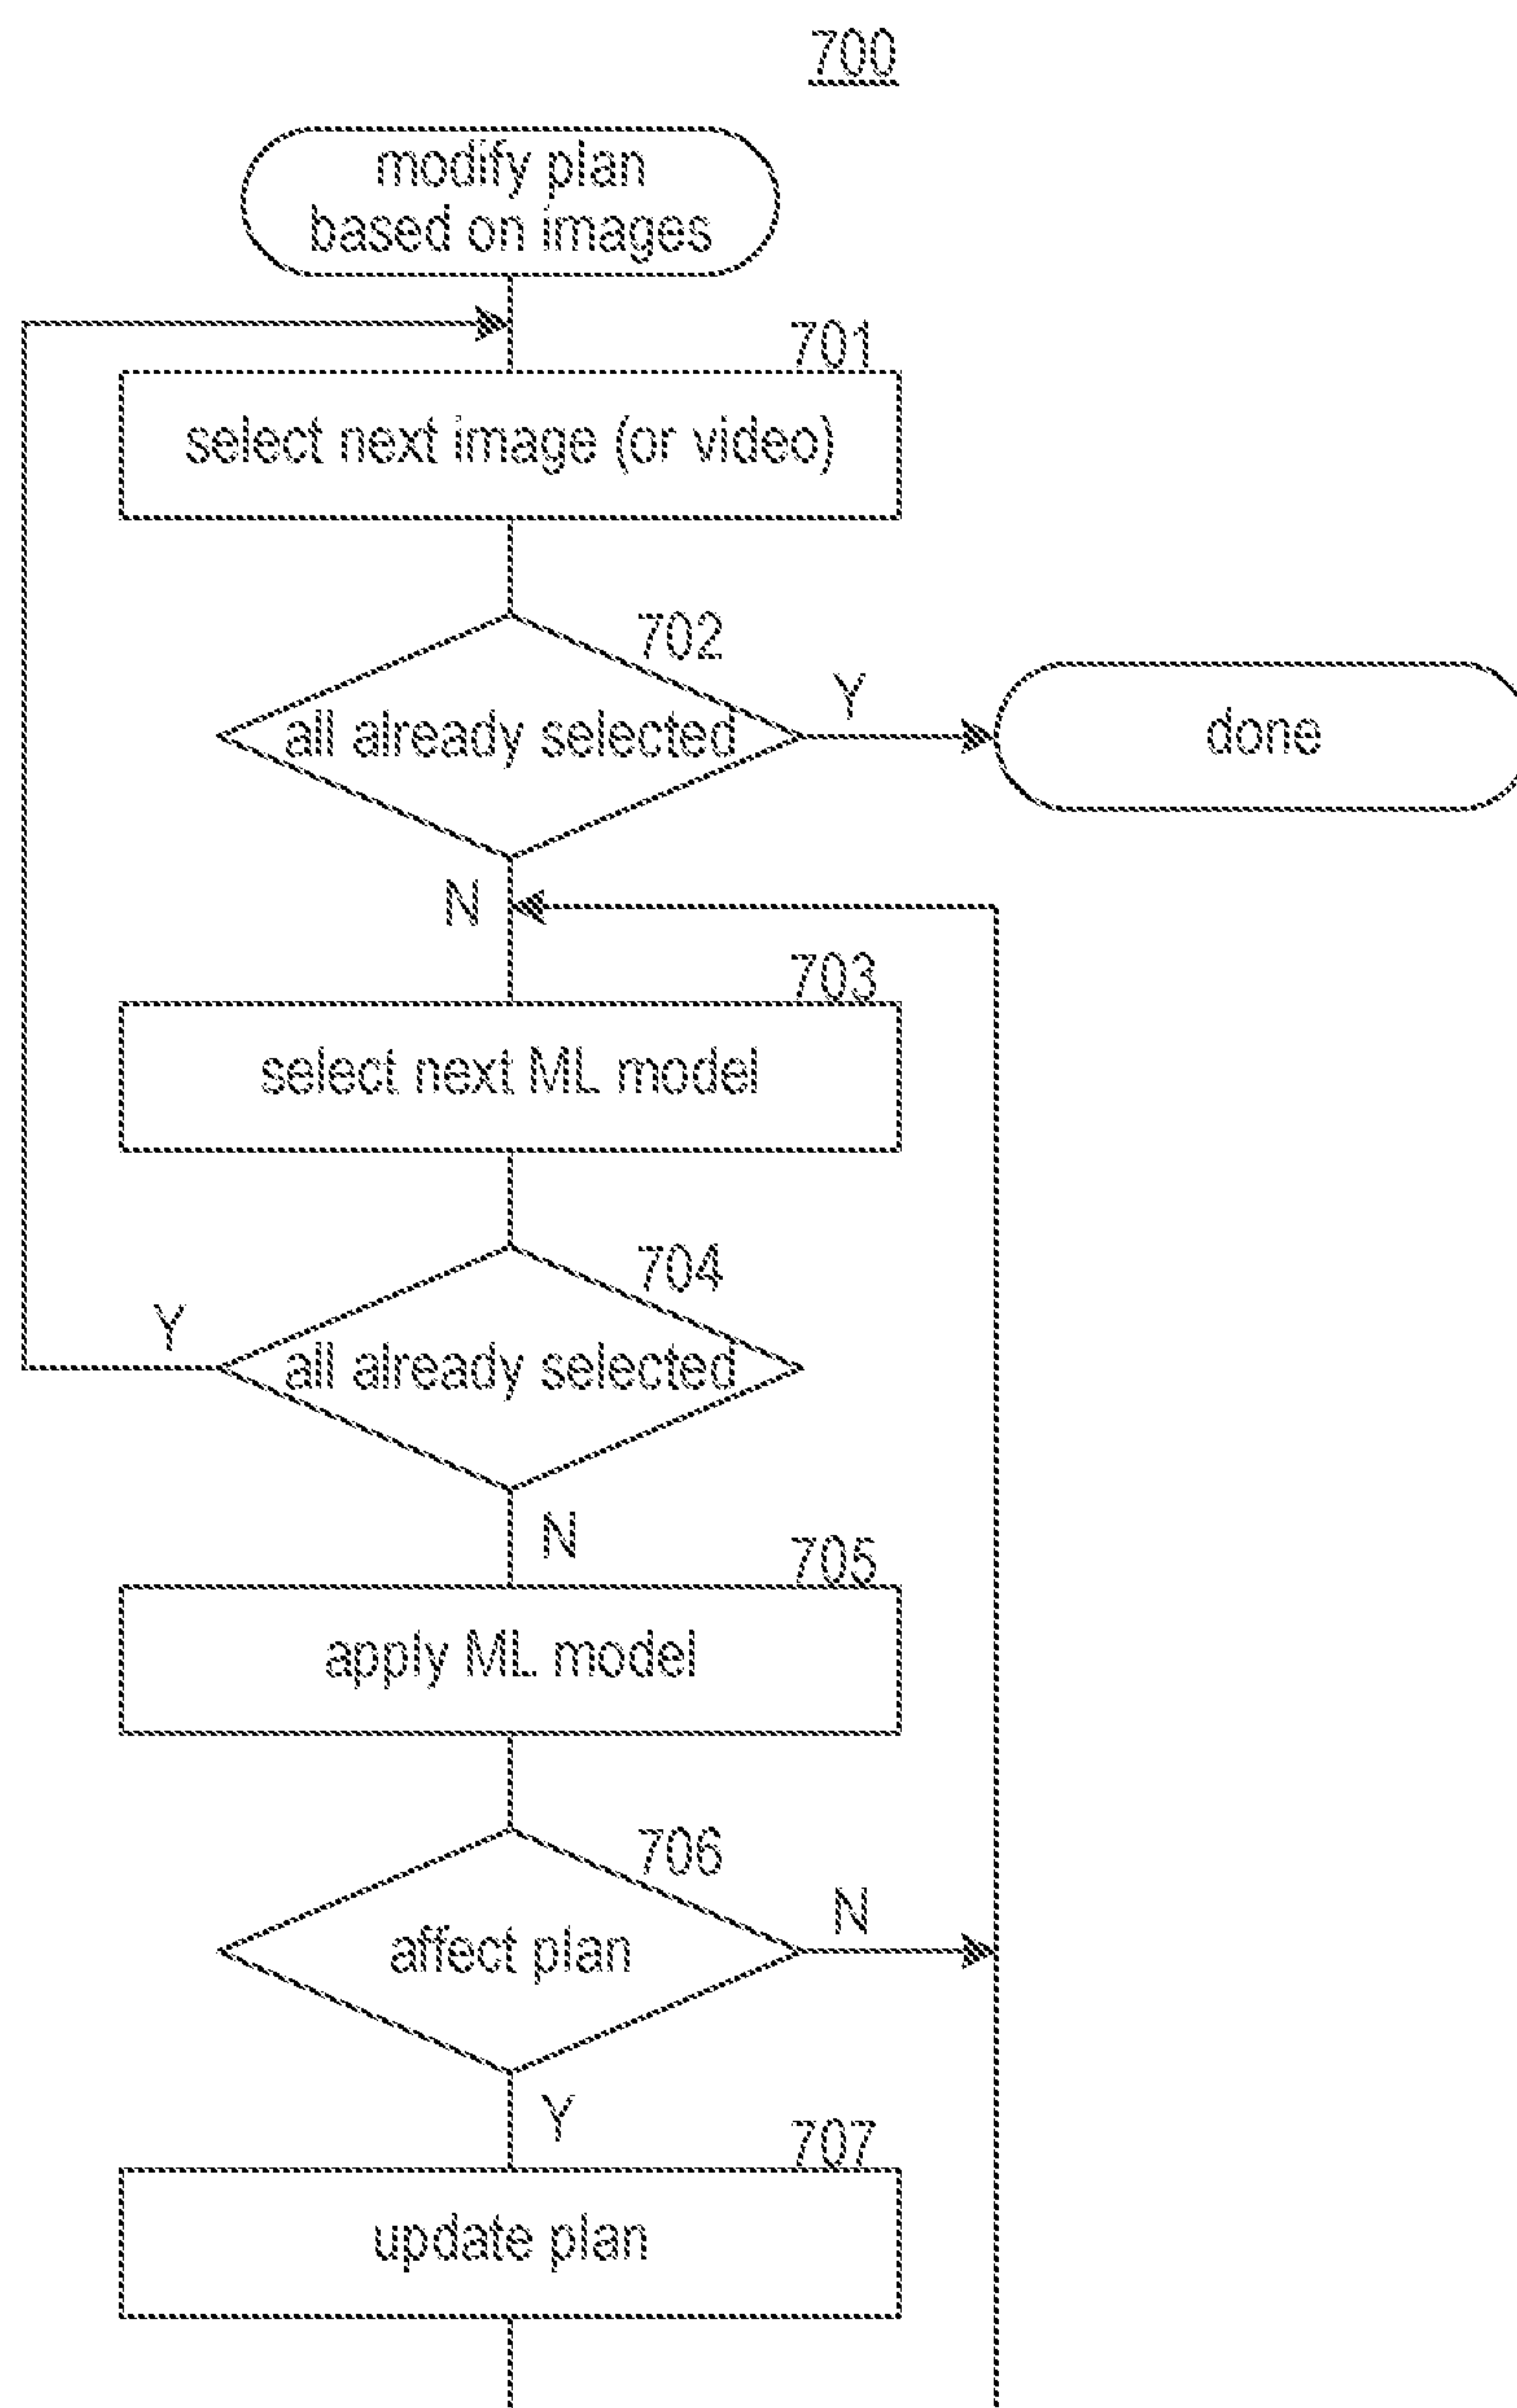 700
modify plan
based on images
701
select next image (or video)
702
all already selected
Y
done
N
703
select next ML model
704
Y
all already selected
N
705
apply ML model
706
N
affect plan
Y
707
update plan